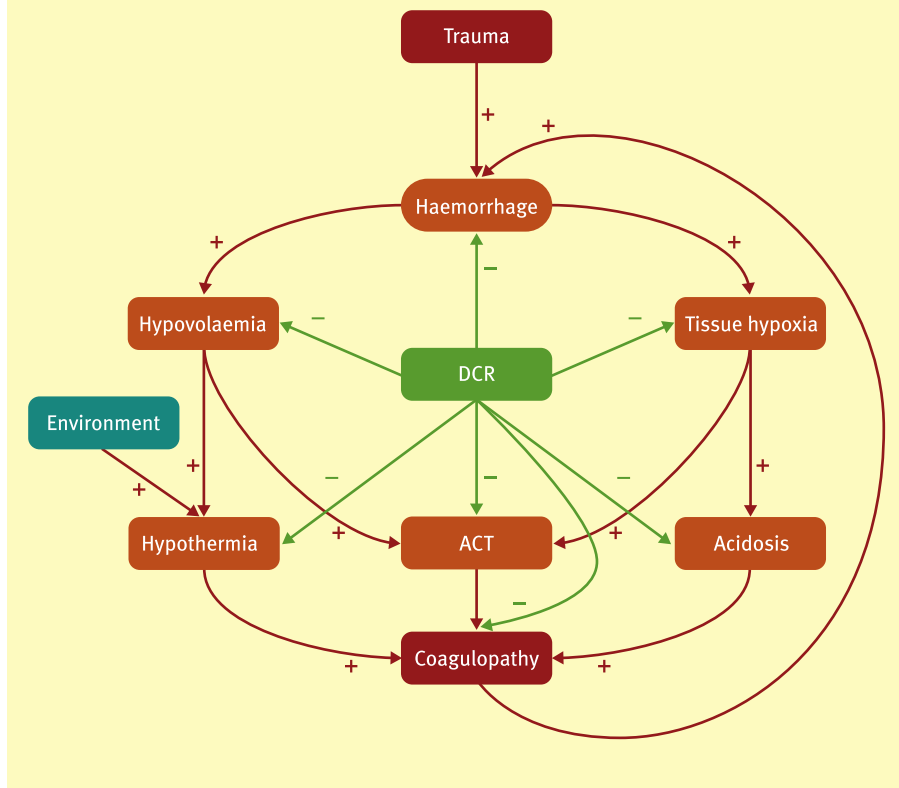 Trauma
+
+
Haemorrhage
+
+
−
Hypovolaemia
−
−
Tissue hypoxia
DCR
Environment
+
+
−
−
−
+
Hypothermia
+
ACT
+
Acidosis
−
+
Coagulopathy
+